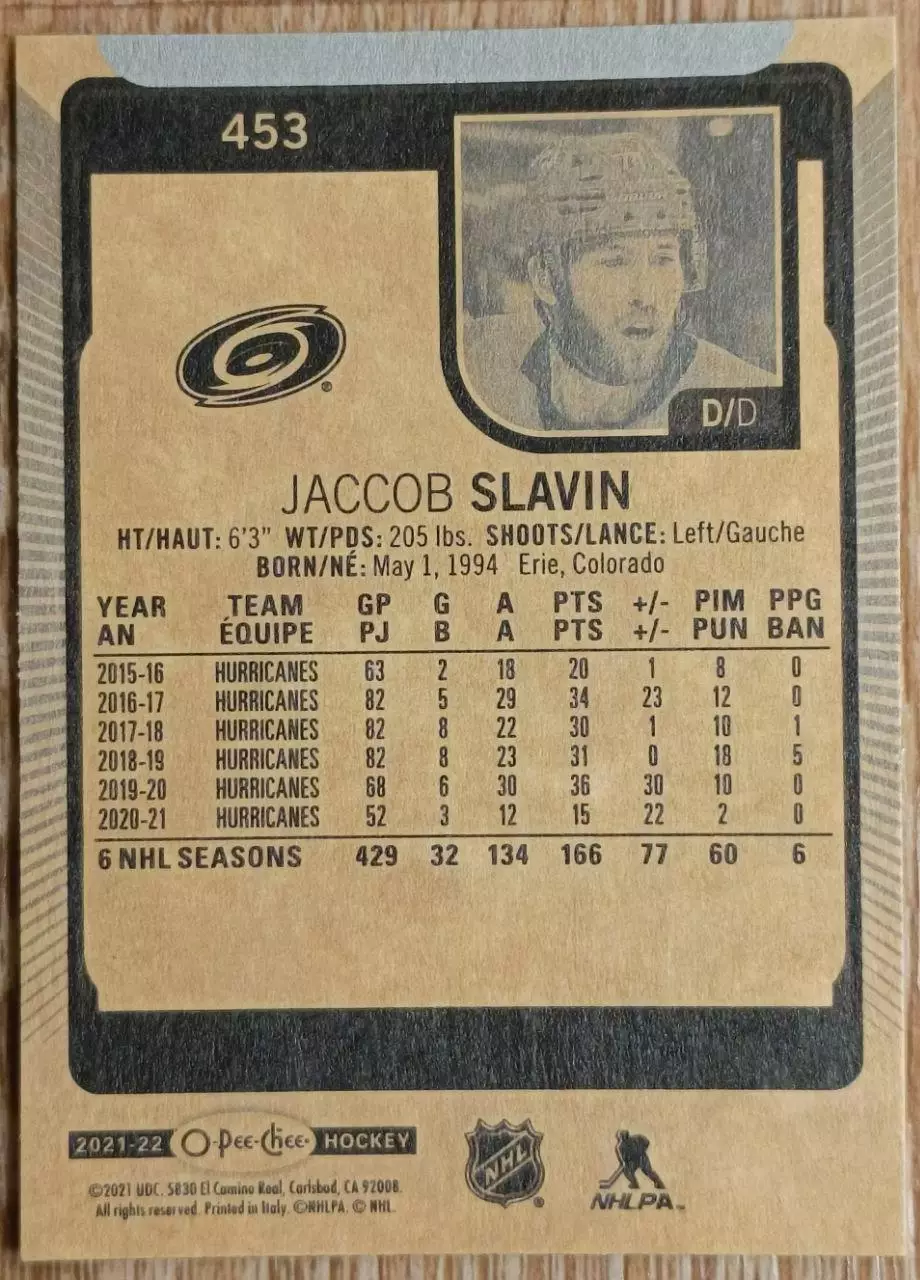 453
D/D
JACCOB SLAVIN
HT/HAUT: 6'3" WT/PDS: 205 lbs. SHOOTS/LANCE: Left/Gauche
BORN/NÉ: May 1, 1994 Erie, Colorado
YEAR TEAM GP G A PTS +/- PIM PPG
AN ÉQUIPE PJ B A PTS +/- PUN BAN
2015-16 HURRICANES 63 2 18 20 1 8 0
2016-17 HURRICANES 82 5 29 34 23 12 0
2017-18 HURRICANES 82 8 22 30 1 10 1
2018-19 HURRICANES 82 8 23 31 0 18 5
2019-20 HURRICANES 68 6 30 36 30 10 0
2020-21 HURRICANES 52 3 12 15 22 2 0
6 NHL SEASONS 429 32 134 166 77 60 6
2021-22 O-Pee-Chee HOCKEY
NHL
NHLPA
©2021 UDC. 5830 El Camino Real, Carlsbad, CA 92008.
All rights reserved. Printed in Italy. ©NHLPA. © NHL.